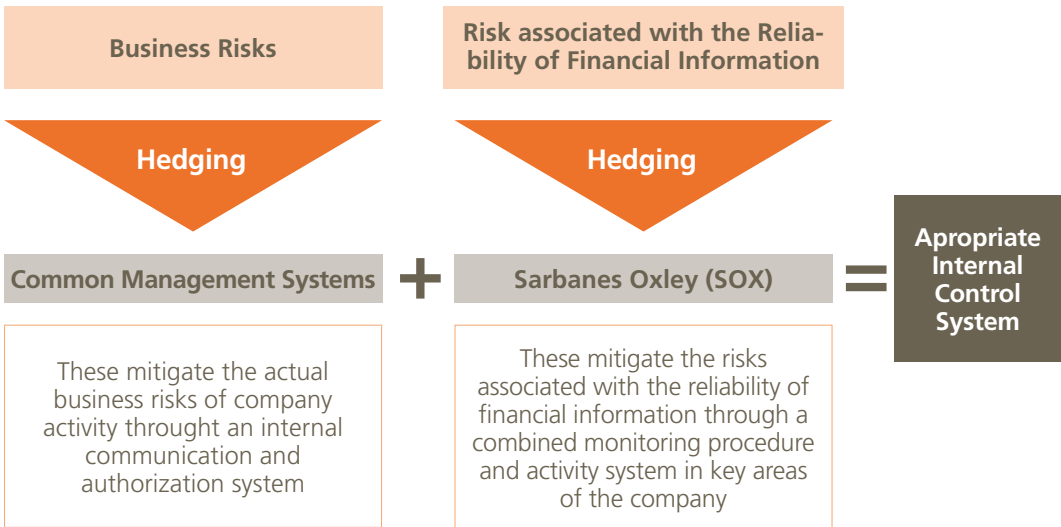 Business Risks
Risk associated with the Relia-
bility of Financial Information
Hedging
Hedging
Common Management Systems
+
Sarbanes Oxley (SOX)
=
Apropriate
Internal
Control
System
These mitigate the actual
business risks of company
activity throught an internal
communication and
authorization system
These mitigate the risks
associated with the reliability of
financial information through a
combined monitoring procedure
and activity system in key areas
of the company